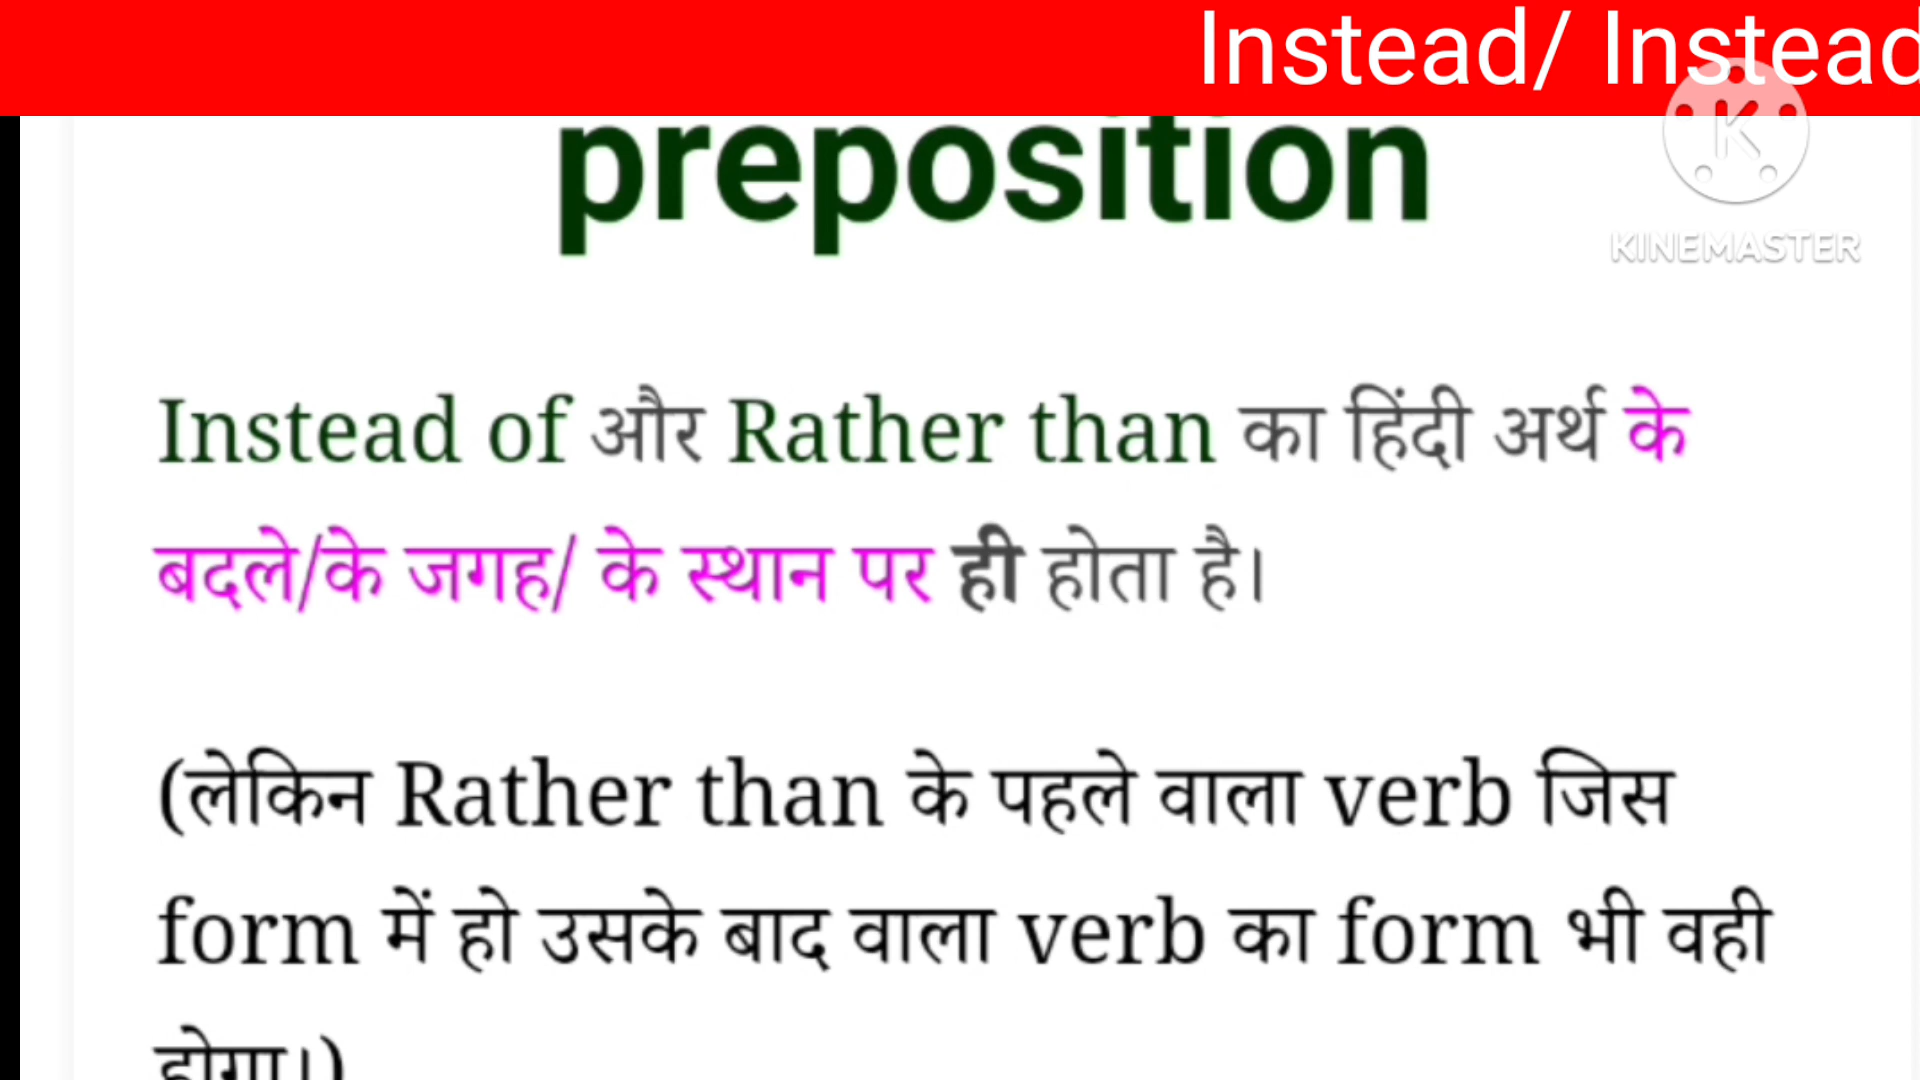 Instead/ Instead
preposition
KINEMASTER
Instead of और Rather than का हिंदी अर्थ के
बदले/के जगह/ के स्थान पर ही होता है।
(लेकिन Rather than के पहले वाला verb जिस
form में हो उसके बाद वाला verb का form भी वही
होगा।)